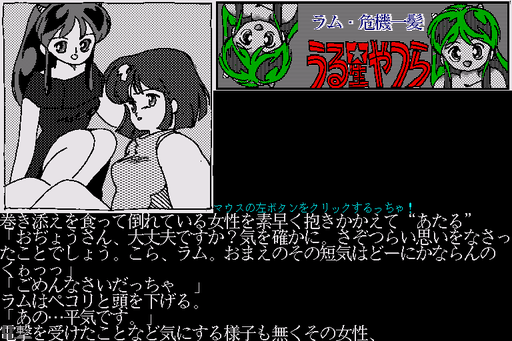 ラム・危機一髪
うる星やつら
マウスの左ボタンをクリックするっちゃ！
巻き添えを食って倒れている女性を素早く抱きかかえて“あたる”
「おぢょうさん、大丈夫ですか？気を確かに。さぞつらい思いをなさっ
たことでしょう。こら、ラム。おまえのその短気はどーにかならんの
くゎっっ」
「ごめんなさいだっちゃ。」
ラムはペコリと頭を下げる。
「あの…平気です。」
電撃を受けたことなど気にする様子も無くその女性、